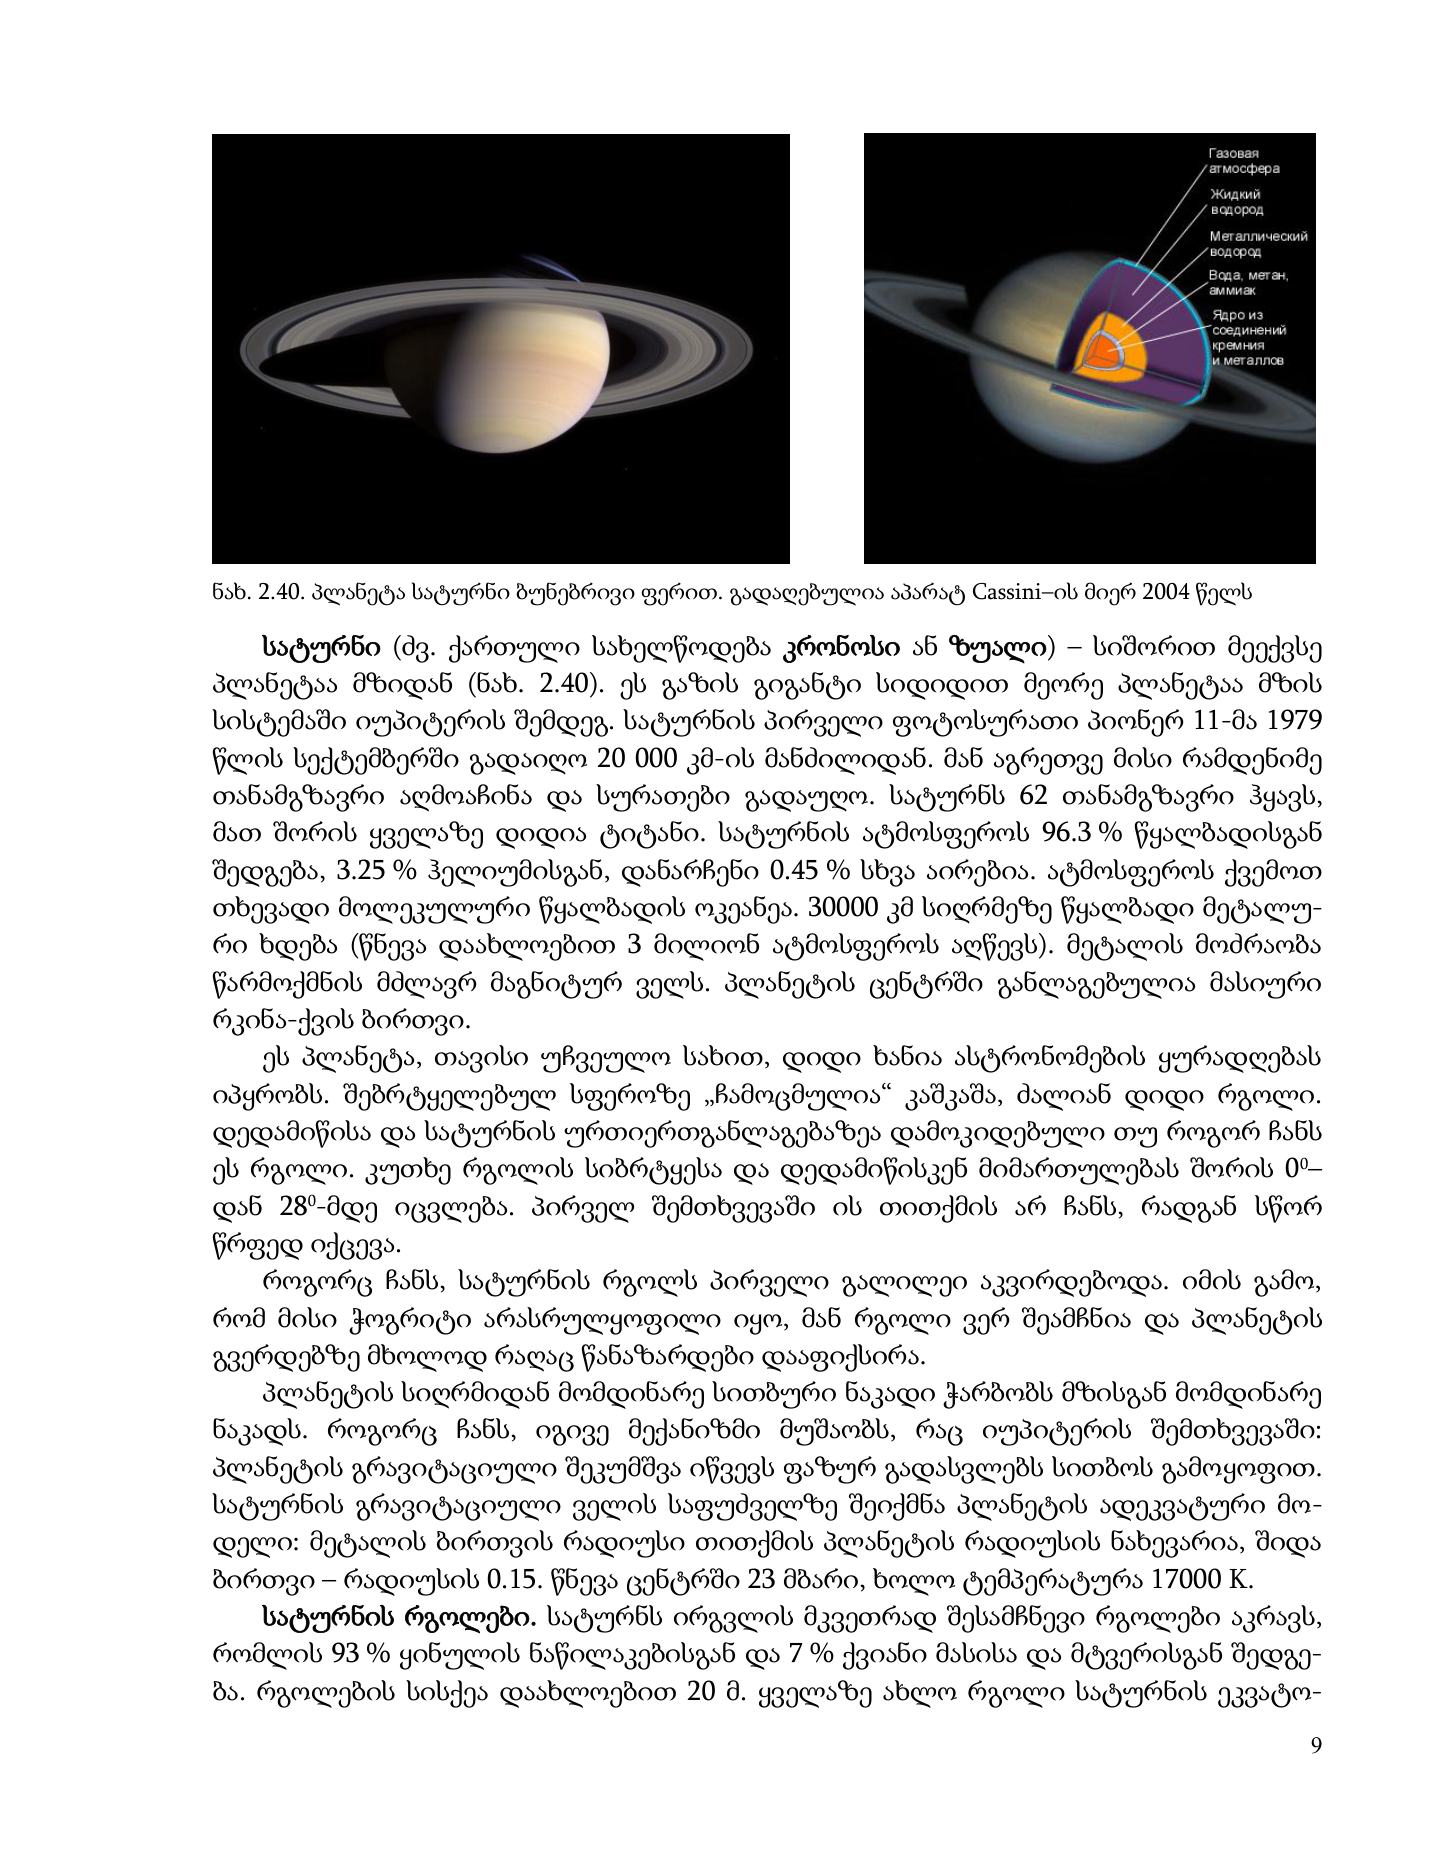 Газовая
атмосфера
Жидкий
водород
Металлический
водород
Вода, метан,
аммиак
Ядро из
соединений
кремния
и металлов
ნახ. 2.40. პლანეტა სატურნი ბუნებრივი ფერით. გადაღებულია აპარატ Cassini–ის მიერ 2004 წელს
სატურნი (ძვ. ქართული სახელწოდება კრონოსი ან ზუალი) – სიშორით მეექვსე
პლანეტაა მზიდან (ნახ. 2.40). ეს გაზის გიგანტი სიდიდით მეორე პლანეტაა მზის
სისტემაში იუპიტერის შემდეგ. სატურნის პირველი ფოტოსურათი პიონერ 11-მა 1979
წლის სექტემბერში გადაიღო 20 000 კმ-ის მანძილიდან. მან აგრეთვე მისი რამდენიმე
თანამგზავრი აღმოაჩინა და სურათები გადაუღო. სატურნს 62 თანამგზავრი ჰყავს,
მათ შორის ყველაზე დიდია ტიტანი. სატურნის ატმოსფეროს 96.3 % წყალბადისგან
შედგება, 3.25 % ჰელიუმისგან, დანარჩენი 0.45 % სხვა აირებია. ატმოსფეროს ქვემოთ
თხევადი მოლეკულური წყალბადის ოკეანეა. 30000 კმ სიღრმეზე წყალბადი მეტალუ-
რი ხდება (წნევა დაახლოებით 3 მილიონ ატმოსფეროს აღწევს). მეტალის მოძრაობა
წარმოქმნის მძლავრ მაგნიტურ ველს. პლანეტის ცენტრში განლაგებულია მასიური
რკინა-ქვის ბირთვი.
ეს პლანეტა, თავისი უჩვეულო სახით, დიდი ხანია ასტრონომების ყურადღებას
იპყრობს. შებრტყელებულ სფეროზე „ჩამოცმულია“ კაშკაშა, ძალიან დიდი რგოლი.
დედამიწისა და სატურნის ურთიერთგანლაგებაზეა დამოკიდებული თუ როგორ ჩანს
ეს რგოლი. კუთხე რგოლის სიბრტყესა და დედამიწისკენ მიმართულებას შორის 0⁰–
დან 28⁰-მდე იცვლება. პირველ შემთხვევაში ის თითქმის არ ჩანს, რადგან სწორ
წრფედ იქცევა.
როგორც ჩანს, სატურნის რგოლს პირველი გალილეი აკვირდებოდა. იმის გამო,
რომ მისი ჭოგრიტი არასრულყოფილი იყო, მან რგოლი ვერ შეამჩნია და პლანეტის
გვერდებზე მხოლოდ რაღაც წანაზარდები დააფიქსირა.
პლანეტის სიღრმიდან მომდინარე სითბური ნაკადი ჭარბობს მზისგან მომდინარე
ნაკადს. როგორც ჩანს, იგივე მექანიზმი მუშაობს, რაც იუპიტერის შემთხვევაში:
პლანეტის გრავიტაციული შეკუმშვა იწვევს ფაზურ გადასვლებს სითბოს გამოყოფით.
სატურნის გრავიტაციული ველის საფუძველზე შეიქმნა პლანეტის ადეკვატური მო-
დელი: მეტალის ბირთვის რადიუსი თითქმის პლანეტის რადიუსის ნახევარია, შიდა
ბირთვი – რადიუსის 0.15. წნევა ცენტრში 23 მბარი, ხოლო ტემპერატურა 17000 K.
სატურნის რგოლები. სატურნს ირგვლის მკვეთრად შესამჩნევი რგოლები აკრავს,
რომლის 93 % ყინულის ნაწილაკებისგან და 7 % ქვიანი მასისა და მტვერისგან შედგე-
ბა. რგოლების სისქეა დაახლოებით 20 მ. ყველაზე ახლო რგოლი სატურნის ეკვატო-
9